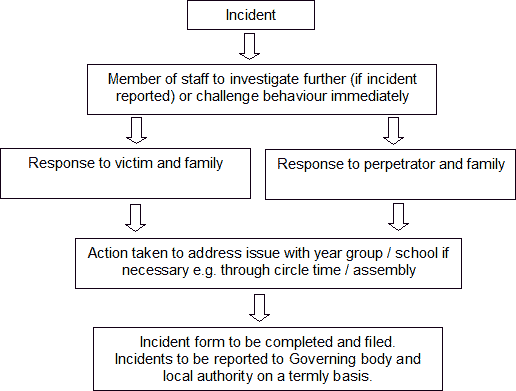 Incident
Member of staff to investigate further (if incident
reported) or challenge behaviour immediately
Response to victim and family
Response to perpetrator and family
Action taken to address issue with year group / school if
necessary e.g. through circle time / assembly
Incident form to be completed and filed.
Incidents to be reported to Governing body and
local authority on a termly basis.